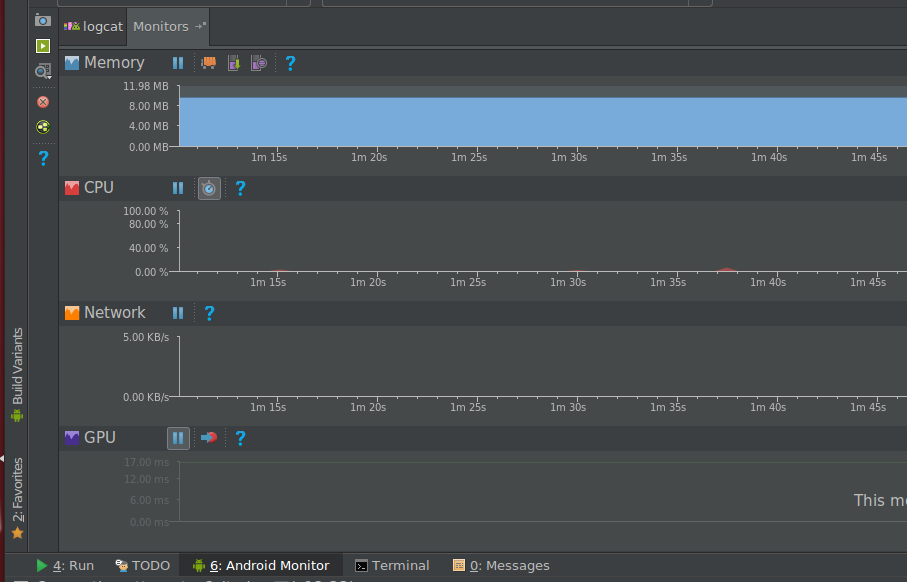 logcat
Monitors
Memory
?
11.98 MB
8.00 MB
4.00 MB
0.00 MB
1m 15s 1m 20s 1m 25s 1m 30s 1m 35s 1m 40s 1m 45s
?
CPU
?
100.00 %
80.00 %
40.00 %
0.00 %
1m 15s 1m 20s 1m 25s 1m 30s 1m 35s 1m 40s 1m 45s
Network
?
5.00 KB/s
0.00 KB/s
1m 15s 1m 20s 1m 25s 1m 30s 1m 35s 1m 40s 1m 45s
GPU
?
17.00 ms
12.00 ms
6.00 ms
0.00 ms
This m
Build Variants
2: Favorites
4: Run
TODO
6: Android Monitor
Terminal
0: Messages